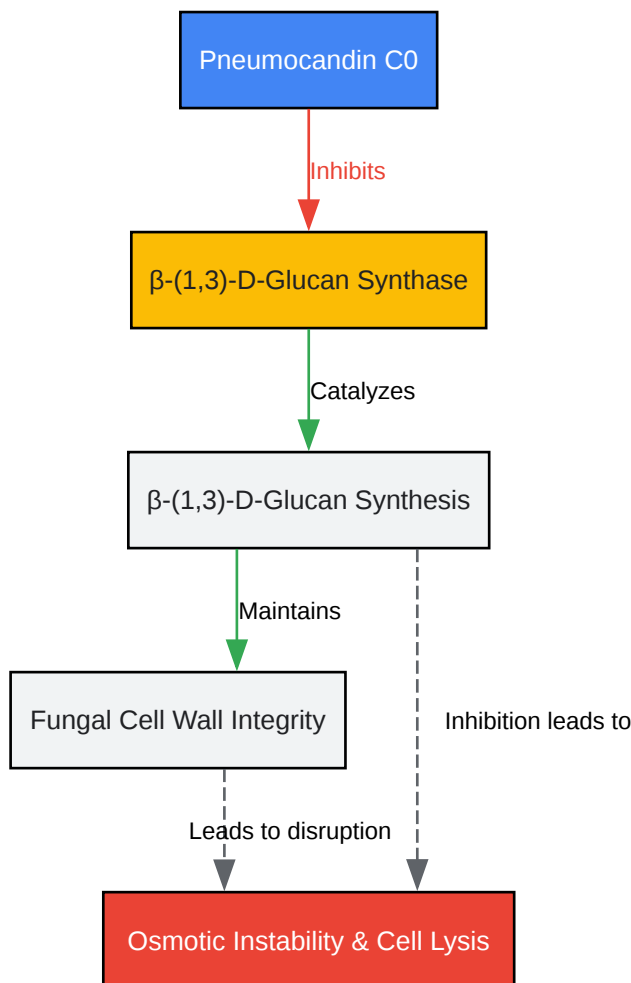 Pneumocandin C0
Inhibits
β-(1,3)-D-Glucan Synthase
Catalyzes
β-(1,3)-D-Glucan Synthesis
Maintains
Fungal Cell Wall Integrity
Inhibition leads to
Leads to disruption
Osmotic Instability & Cell Lysis